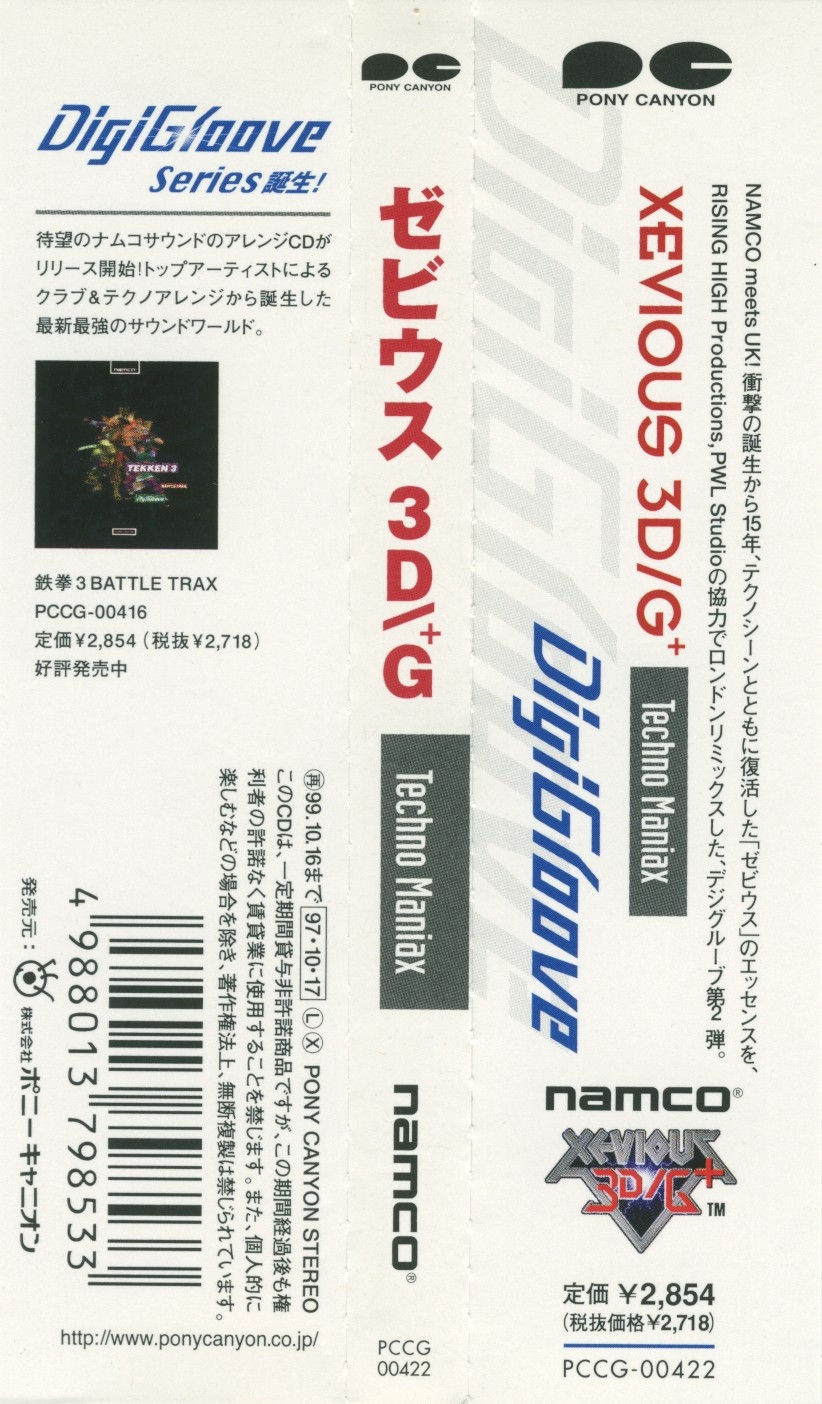 PONY CANYON
NAMCO meets UK! 衝撃の誕生から15年、テクノシーンとともに復活した「ゼビウス」のエッセンスを、
RISING HIGH Productions, PWL Studioの協力でロンドンリミックスした、デジグルーブ第2弾。
XEVIOUS 3D/G+
Techno Maniax
DigiGroove
DigiGroove
namco®
XEVIOUS
3D/G+
TM
定価 ¥2,854
(税抜価格¥2,718)
PCCG-00422
PONY CANYON
ゼビウス 3D/+G
Techno Maniax
namco®
PCCG
00422
DigiGroove
Series誕生!
待望のナムコサウンドのアレンジCDが
リリース開始!トップアーティストによる
クラブ&テクノアレンジから誕生した
最新最強のサウンドワールド。
namco
TEKKEN 3
BATTLE TRAX
DigiGroove
鉄拳3 BATTLE TRAX
PCCG-00416
定価¥2,854(税抜¥2,718)
好評発売中
再99.10.16まで 97・10・17 L X PONY CANYON STEREO
このCDは、一定期間貸与非許諾商品ですが、この期間経過後も権
利者の許諾なく賃貸業に使用することを禁じます。また、個人的に
楽しむなどの場合を除き、著作権法上、無断複製は禁じられています。
4 988013 798533
発売元:株式会社ポニーキャニオン
http://www.ponycanyon.co.jp/